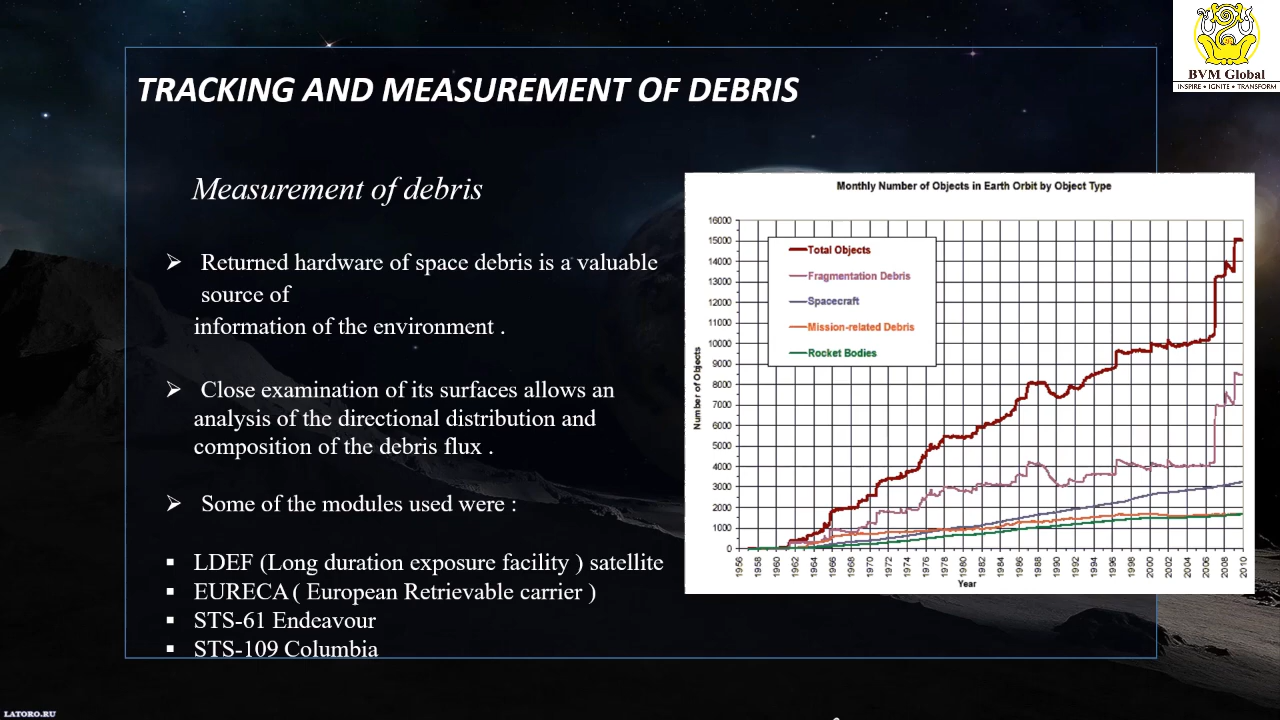 BVM Global
INSPIRE • IGNITE • TRANSFORM
TRACKING AND MEASUREMENT OF DEBRIS
Measurement of debris
➢ Returned hardware of space debris is a valuable
source of
information of the environment .
➢ Close examination of its surfaces allows an
analysis of the directional distribution and
composition of the debris flux .
➢ Some of the modules used were :
▪ LDEF (Long duration exposure facility ) satellite
▪ EURECA ( European Retrievable carrier )
▪ STS-61 Endeavour
▪ STS-109 Columbia
Monthly Number of Objects in Earth Orbit by Object Type
Number of Objects
16000
15000
14000
13000
12000
11000
10000
9000
8000
7000
6000
5000
4000
3000
2000
1000
0
Total Objects
Fragmentation Debris
Spacecraft
Mission-related Debris
Rocket Bodies
1956 1958 1960 1962 1964 1966 1968 1970 1972 1974 1976 1978 1980 1982 1984 1986 1988 1990 1992 1994 1996 1998 2000 2002 2004 2006 2008 2010
Year
LATORO.RU